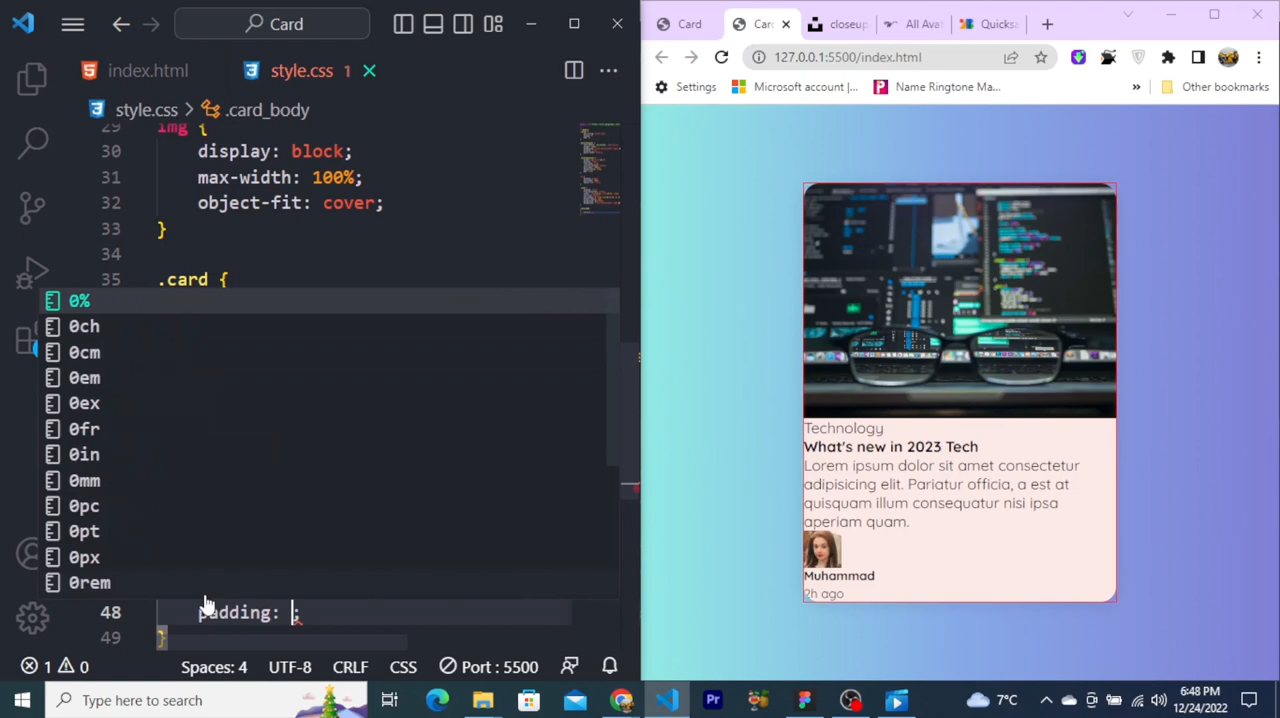 Card
index.html
style.css 1
style.css > .card_body
29 img {
30 display: block;
31 max-width: 100%;
32 object-fit: cover;
33 }
34
35 .card {
0%
0ch
0cm
0em
0ex
0fr
0in
0mm
0pc
0pt
0px
0rem
48 padding: ;
49 }
1 0 Spaces: 4 UTF-8 CRLF CSS Port : 5500
Card Car closeup All Avat Quicksa
127.0.0.1:5500/index.html
Settings Microsoft account |... Name Ringtone Ma... » Other bookmarks
Technology
What's new in 2023 Tech
Lorem ipsum dolor sit amet consectetur
adipisicing elit. Pariatur officia, a est at
quisquam illum consequatur nisi ipsa
aperiam quam.
Muhammad
2h ago
Type here to search
Pr
7°C
6:48 PM
12/24/2022